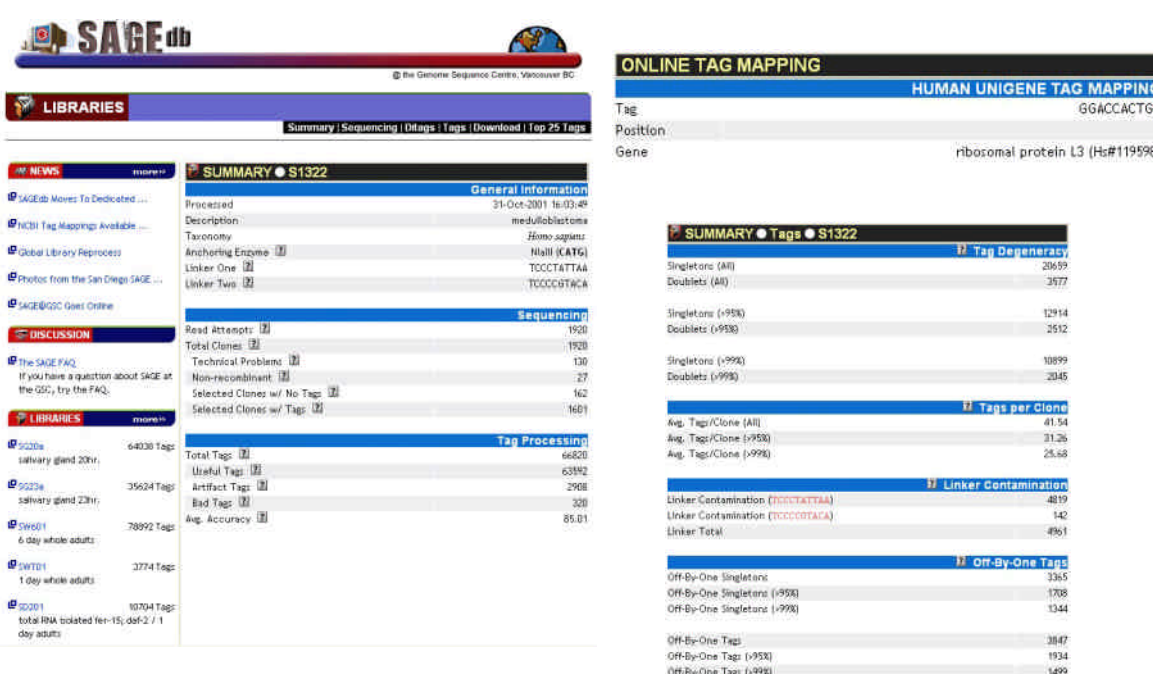 SAGEdb
@ the Genome Sequence Centre, Vancouver BC
LIBRARIES
Summary | Sequencing | Ditags | Tags | Download | Top 25 Tags
NEWS more
SAGEdb Moves To Dedicated ...
NCBI Tag Mappings Available ...
Global Library Reprocess
Photos from the San Diego SAGE ...
SAGE@GSC Goes Online
DISCUSSION
The SAGE FAQ
If you have a question about SAGE at
the GSC, try the FAQ.
LIBRARIES more
SG20a 64038 Tags
salivary gland 20hr.
SG23a 35624 Tags
salivary gland 23hr.
SW601 78892 Tags
6 day whole adults
SWT01 3774 Tags
1 day whole adults
SD201 10704 Tags
total RNA isolated fer-15; daf-2 / 1
day adults
SUMMARY ● S1322
General Information
Processed 31-Oct-2001 16:03:49
Description medulloblastoma
Taxonomy Homo sapiens
Anchoring Enzyme ? NlaIII (CATG)
Linker One ? TCCCTATTAA
Linker Two ? TCCCCGTACA
Sequencing
Read Attempts ? 1920
Total Clones ? 1920
Technical Problems ? 130
Non-recombinant ? 27
Selected Clones w/ No Tags ? 162
Selected Clones w/ Tags ? 1601
Tag Processing
Total Tags ? 66820
Useful Tags ? 63592
Artifact Tags ? 2908
Bad Tags ? 320
Avg. Accuracy ? 85.01
ONLINE TAG MAPPING
HUMAN UNIGENE TAG MAPPING
Tag GGACCACTG
Position
Gene ribosomal protein L3 (Hs#119598
SUMMARY ● Tags ● S1322
? Tag Degeneracy
Singletons (All) 20659
Doublets (All) 3577
Singletons (>95%) 12914
Doublets (>95%) 2512
Singletons (>99%) 10899
Doublets (>99%) 2045
? Tags per Clone
Avg. Tags/Clone (All) 41.54
Avg. Tags/Clone (>95%) 31.26
Avg. Tags/Clone (>99%) 25.68
? Linker Contamination
Linker Contamination (TCCCTATTAA) 4819
Linker Contamination (TCCCCGTACA) 142
Linker Total 4961
? Off-By-One Tags
Off-By-One Singletons 3365
Off-By-One Singletons (>95%) 1708
Off-By-One Singletons (>99%) 1344
Off-By-One Tags 3847
Off-By-One Tags (>95%) 1934
Off-By-One Tags (>99%) 1499